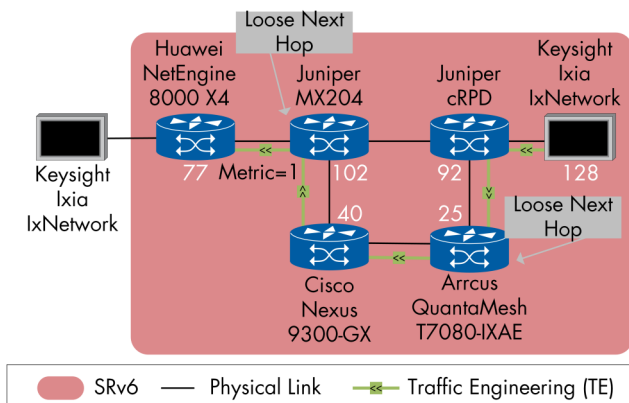 Loose Next
Hop
Huawei
NetEngine
8000 X4
Juniper
MX204
Juniper
cRPD
Keysight
Ixia
IxNetwork
Keysight
Ixia
IxNetwork
<<
<<
77
Metric=1
102
92
128
<<
<<
40
25
Loose Next
Hop
<<
Cisco
Nexus
9300-GX
Arrcus
QuantaMesh
T7080-IXAE
SRv6
Physical Link
<<
Traffic Engineering (TE)